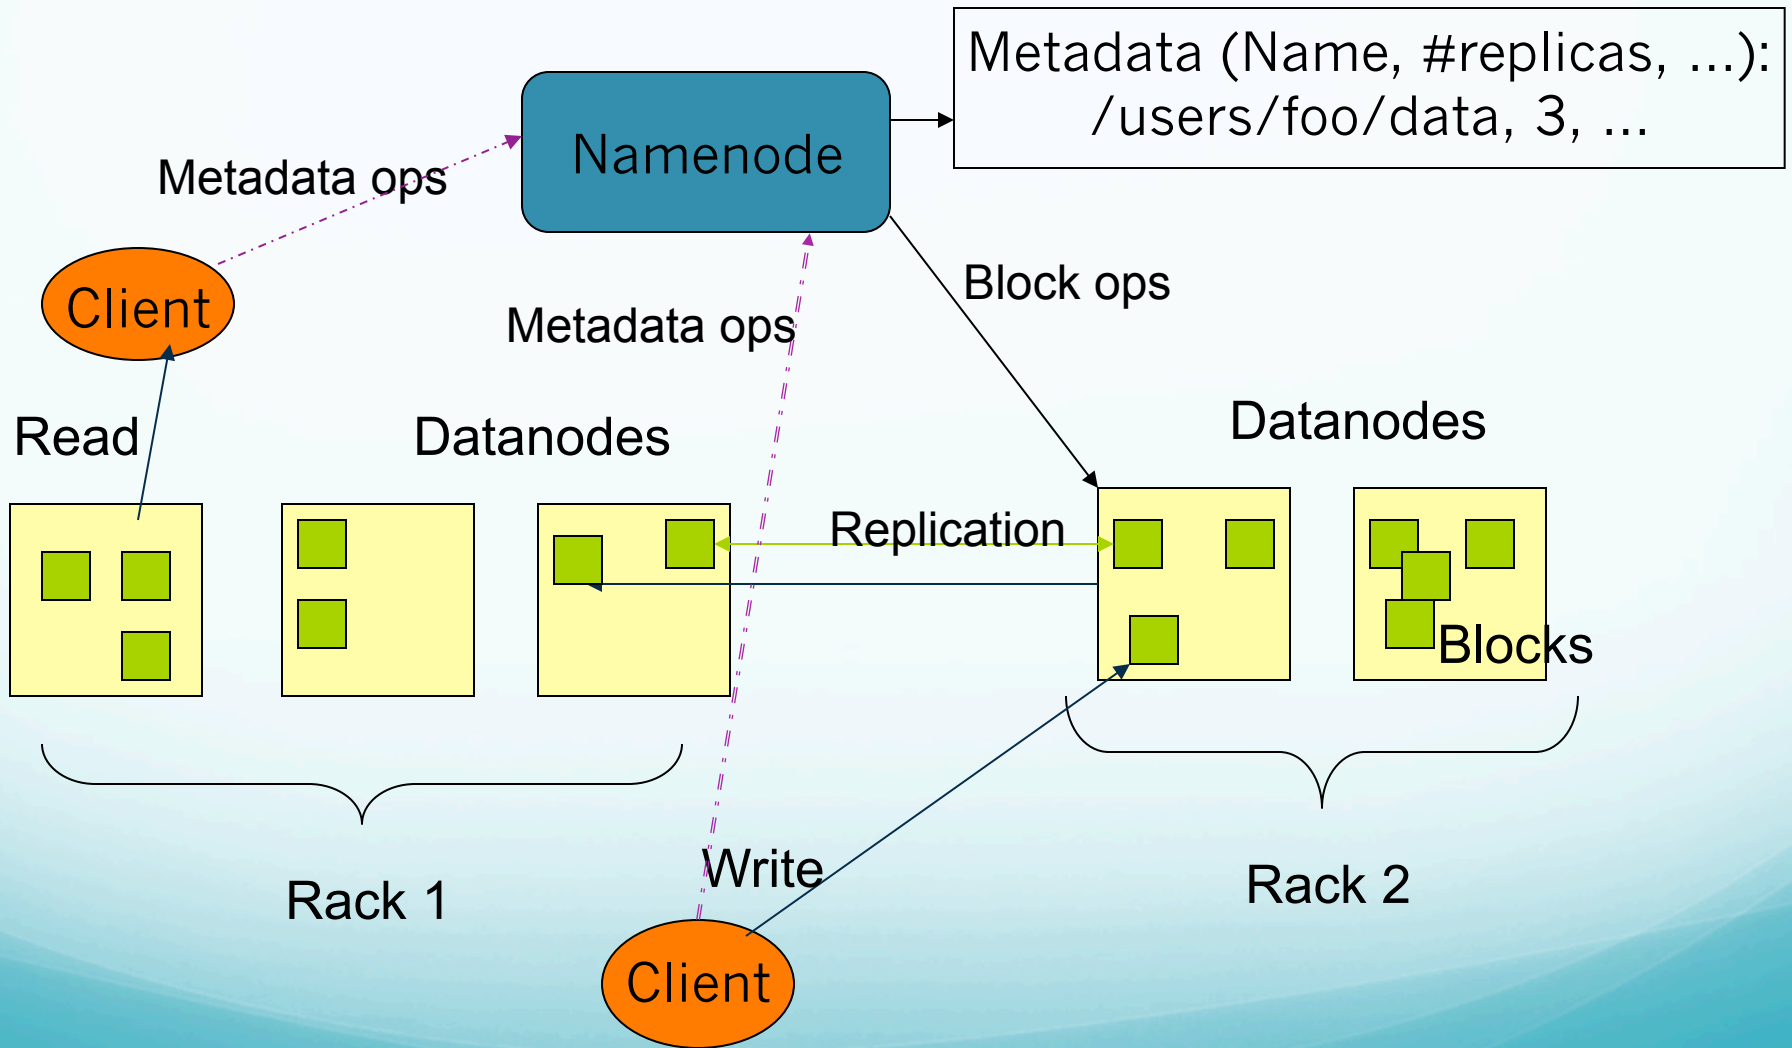 Metadata (Name, #replicas, ...):
/users/foo/data, 3, ...
Namenode
Metadata ops
Client
Block ops
Metadata ops
Read
Datanodes
Datanodes
Replication
Blocks
Rack 1
Write
Rack 2
Client